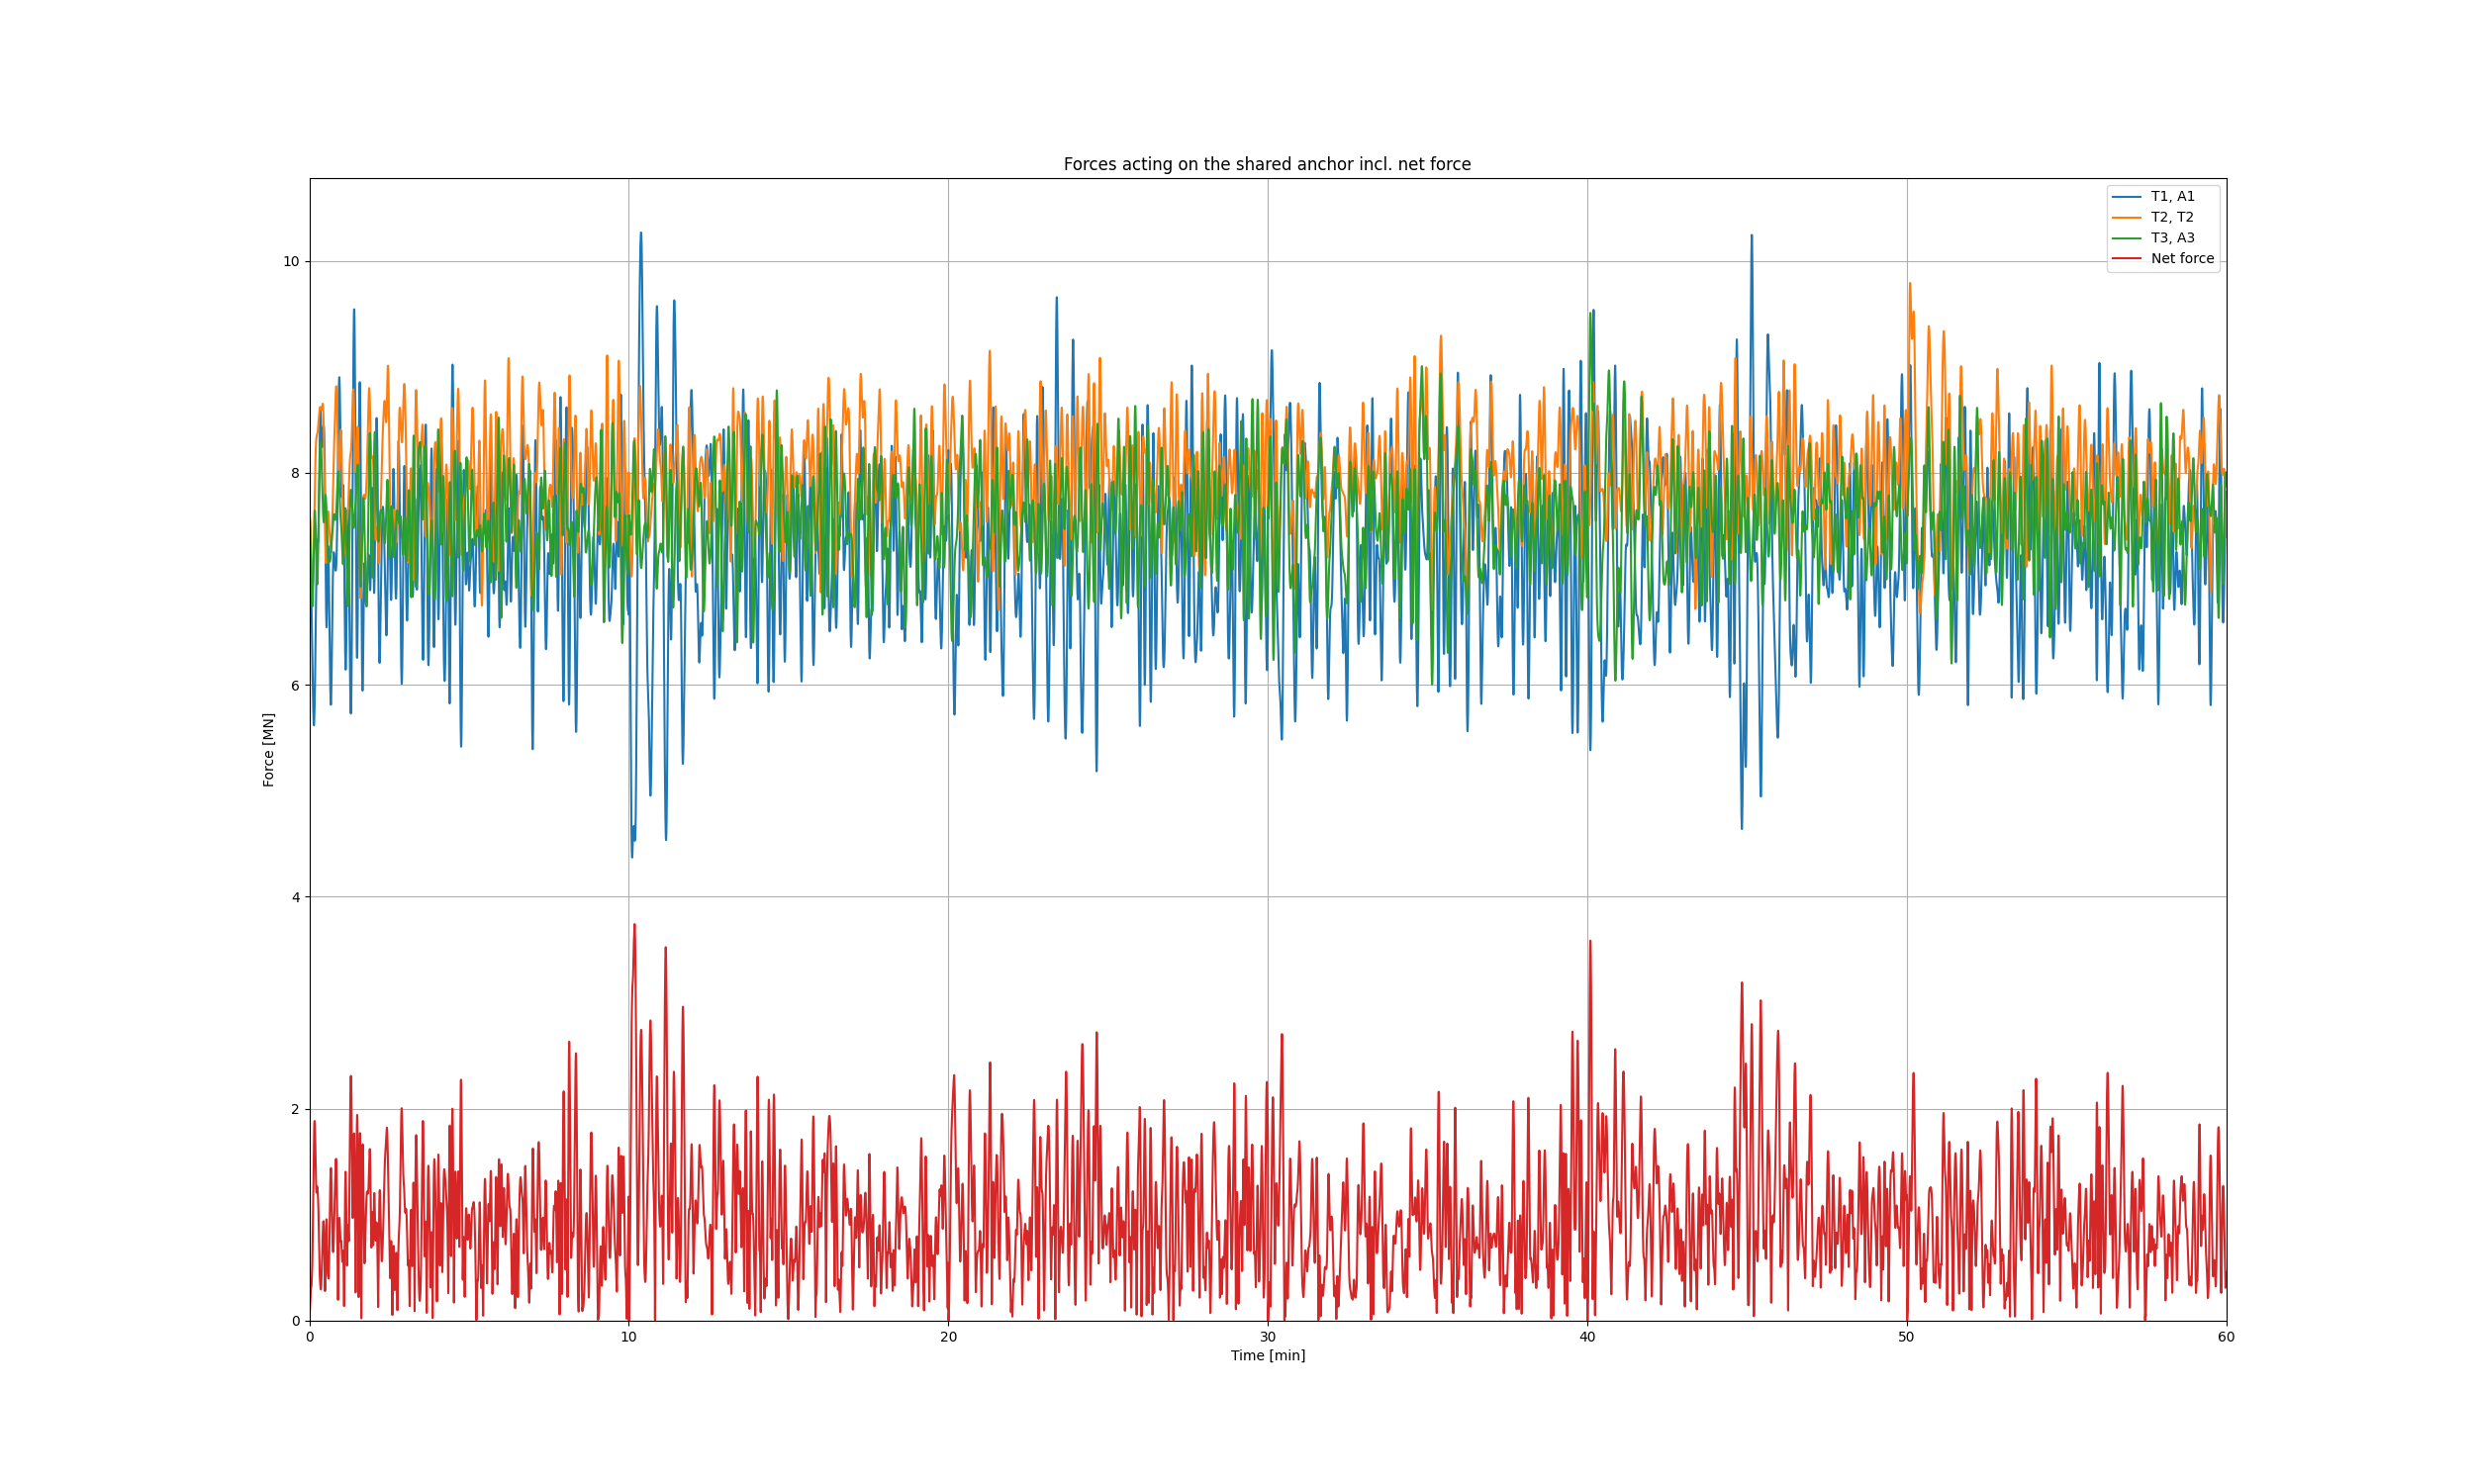 Forces acting on the shared anchor incl. net force
T1, A1
T2, T2
T3, A3
Net force
10
8
6
4
2
0
Force [MN]
0 10 20 30 40 50 60
Time [min]